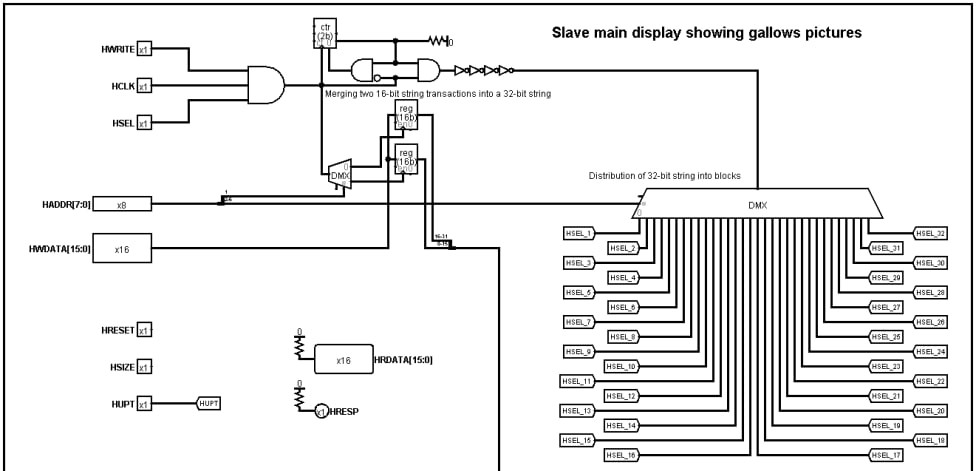 Slave main display showing gallows pictures
ctr
(2b)
0
HWRITE x1
HCLK x1
HSEL x1
Merging two 16-bit string transactions into a 32-bit string
reg
(16b)
reg
(16b)
0
DMX
Distribution of 32-bit string into blocks
HADDR[7:0] x8
1
DMX
0
HWDATA[15:0] x16
16-31
0-15
HSEL_1
HSEL_32
HSEL_2
HSEL_31
HSEL_3
HSEL_30
HSEL_4
HSEL_29
HSEL_5
HSEL_28
HSEL_6
HSEL_27
HSEL_7
HSEL_26
HSEL_8
HSEL_25
HSEL_9
HSEL_24
HSEL_10
HSEL_23
HSEL_11
HSEL_22
HSEL_12
HSEL_21
HSEL_13
HSEL_20
HSEL_14
HSEL_19
HSEL_15
HSEL_18
HSEL_16
HSEL_17
HRESET x1
HSIZE x1
HUPT x1
HUPT
0
x16 HRDATA[15:0]
0
x1 HRESP